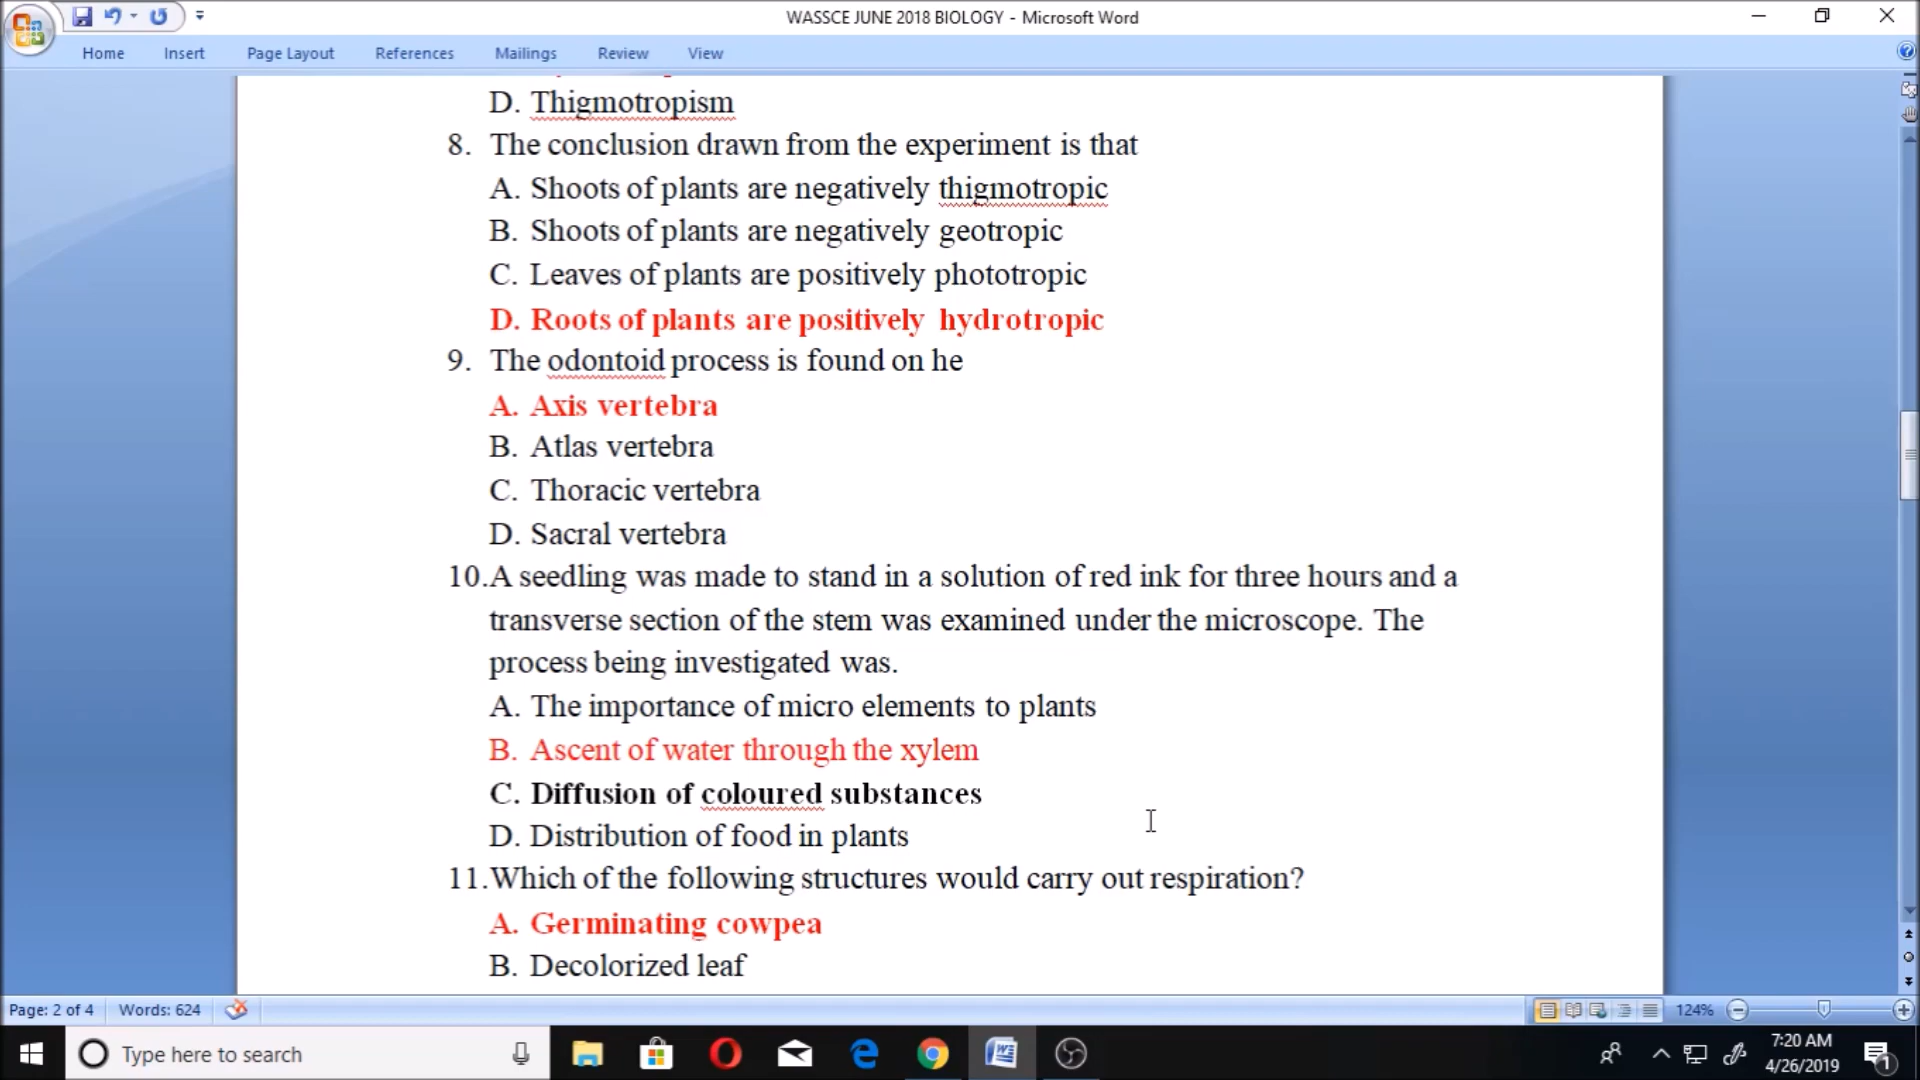 WASSCE JUNE 2018 BIOLOGY - Microsoft Word
Home Insert Page Layout References Mailings Review View
D. Thigmotropism
8. The conclusion drawn from the experiment is that
A. Shoots of plants are negatively thigmotropic
B. Shoots of plants are negatively geotropic
C. Leaves of plants are positively phototropic
D. Roots of plants are positively hydrotropic
9. The odontoid process is found on he
A. Axis vertebra
B. Atlas vertebra
C. Thoracic vertebra
D. Sacral vertebra
10. A seedling was made to stand in a solution of red ink for three hours and a
transverse section of the stem was examined under the microscope. The
process being investigated was.
A. The importance of micro elements to plants
B. Ascent of water through the xylem
C. Diffusion of coloured substances
D. Distribution of food in plants
11. Which of the following structures would carry out respiration?
A. Germinating cowpea
B. Decolorized leaf
Page: 2 of 4 Words: 624 124%
Type here to search
7:20 AM
4/26/2019
1